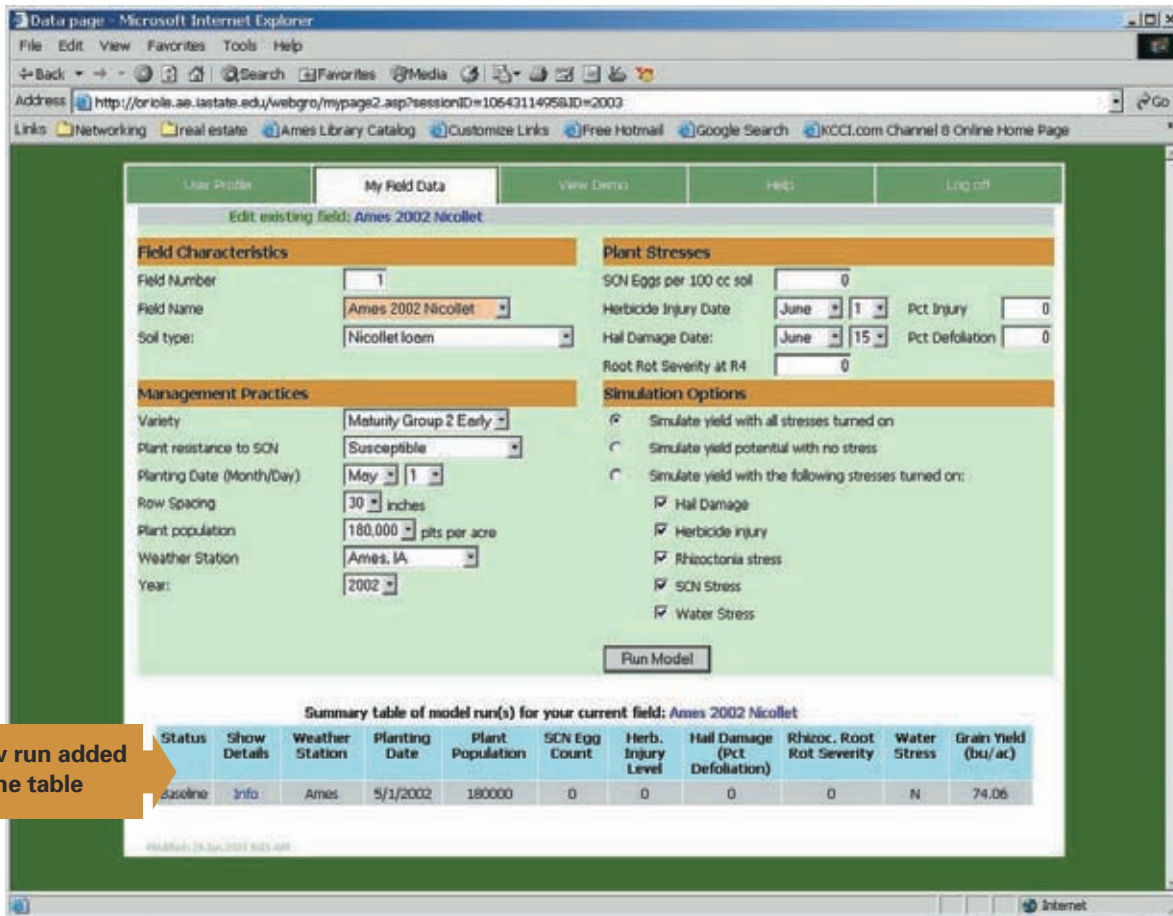 Data page - Microsoft Internet Explorer
File Edit View Favorites Tools Help
Back Search Favorites Media
Address http://oriole.ae.iastate.edu/webgro/mypage2.asp?sessionID=106431149&ID=2003 Go
Links Networking real estate Ames Library Catalog Customize Links Free Hotmail Google Search KCCI.com Channel 8 Online Home Page
User Profile My Field Data View Demo Help Log off
Edit existing field: Ames 2002 Nicollet
Field Characteristics
Field Number 1
Field Name Ames 2002 Nicollet
Soil type: Nicollet loam
Management Practices
Variety Maturity Group 2 Early
Plant resistance to SCN Susceptible
Planting Date (Month/Day) May 1
Row Spacing 30 inches
Plant population 180,000 plts per acre
Weather Station Ames, IA
Year: 2002
Plant Stresses
SCN Eggs per 100 cc soil 0
Herbicide Injury Date June 1 Pct Injury 0
Hail Damage Date: June 15 Pct Defoliation 0
Root Rot Severity at R4 0
Simulation Options
Simulate yield with all stresses turned on
Simulate yield potential with no stress
Simulate yield with the following stresses turned on:
Hail Damage
Herbicide injury
Rhizoctonia stress
SCN Stress
Water Stress
Run Model
Summary table of model run(s) for your current field: Ames 2002 Nicollet
Status Show Details Weather Station Planting Date Plant Population SCN Egg Count Herb. Injury Level Hail Damage (Pct Defoliation) Rhizoc. Root Rot Severity Water Stress Grain Yield (bu/ac)
Baseline Info Ames 5/1/2002 180000 0 0 0 0 N 74.06
run added
table
Internet